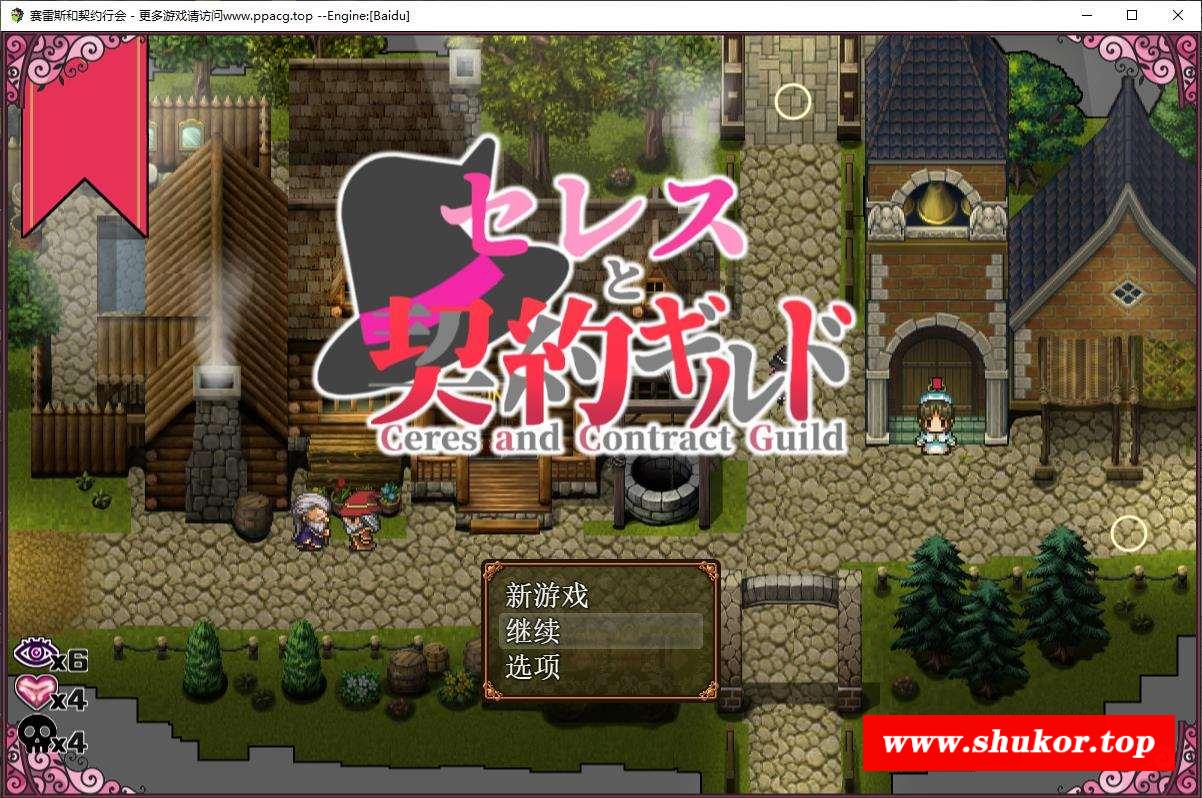 赛雷斯和契约行会 - 更多游戏请访问www.ppacg.top --Engine:[Baidu]
セレス
と
契約ギルド
Ceres and Contract Guild
新游戏
继续
选项
x6
x4
x4
www.shukor.top